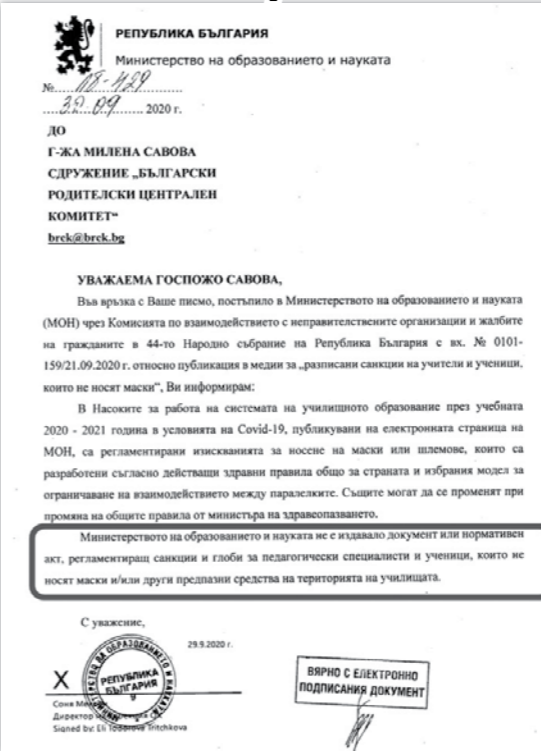 РЕПУБЛИКА БЪЛГАРИЯ
Министерство на образованието и науката
№ 2020 г.
ДО
Г-ЖА МИЛЕНА САВОВА
СДРУЖЕНИЕ „БЪЛГАРСКИ
РОДИТЕЛСКИ ЦЕНТРАЛЕН
КОМИТЕТ“
brck@brck.bg
УВАЖАЕМА ГОСПОЖО САВОВА,
Във връзка с Ваше писмо, постъпило в Министерството на образованието и науката
(МОН) чрез Комисията по взаимодействието с неправителствените организации и жалбите
на гражданите в 44-то Народно събрание на Република България с вх. № 0101-
159/21.09.2020 г. относно публикация в медии за „разписани санкции на учители и ученици,
които не носят маски“, Ви информирам:
В Насоките за работа на системата на училищното образование през учебната
2020 - 2021 година в условията на Covid-19, публикувани на електронната страница на
МОН, са регламентирани изискванията за носене на маски или шлемове, които са
разработени съгласно действащи здравни правила общо за страната и избрания модел за
ограничаване на взаимодействието между паралелките. Същите могат да се променят при
промяна на общите правила от министъра на здравеопазването.
Министерството на образованието и науката не е издавало документ или нормативен
акт, регламентиращ санкции и глоби за педагогически специалисти и ученици, които не
носят маски и/или други предпазни средства на територията на училищата.
С уважение,
29.9.2020 г.
X
РЕПУБЛИКА
БЪЛГАРИЯ
МИНИСТЕРСТВО НА ОБРАЗОВАНИЕТО И НАУКАТА
Соня
Директор
Signed by: Eli Todorova Tritchkova
ВЯРНО С ЕЛЕКТРОННО
ПОДПИСАНИЯ ДОКУМЕНТ